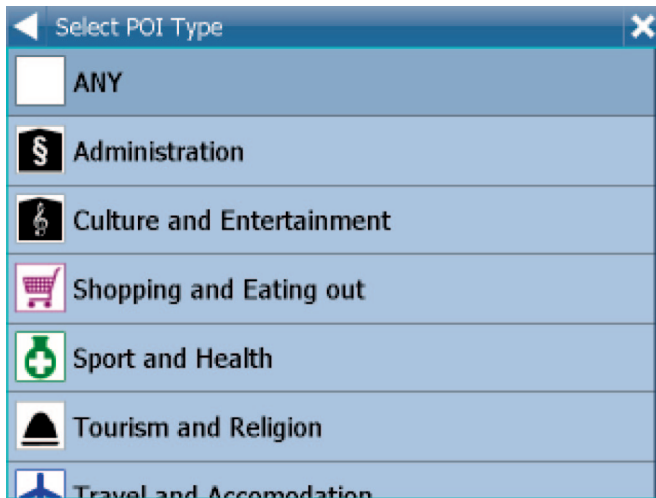 Select POI Type
ANY
§ Administration
Culture and Entertainment
Shopping and Eating out
Sport and Health
Tourism and Religion
Travel and Accomodation